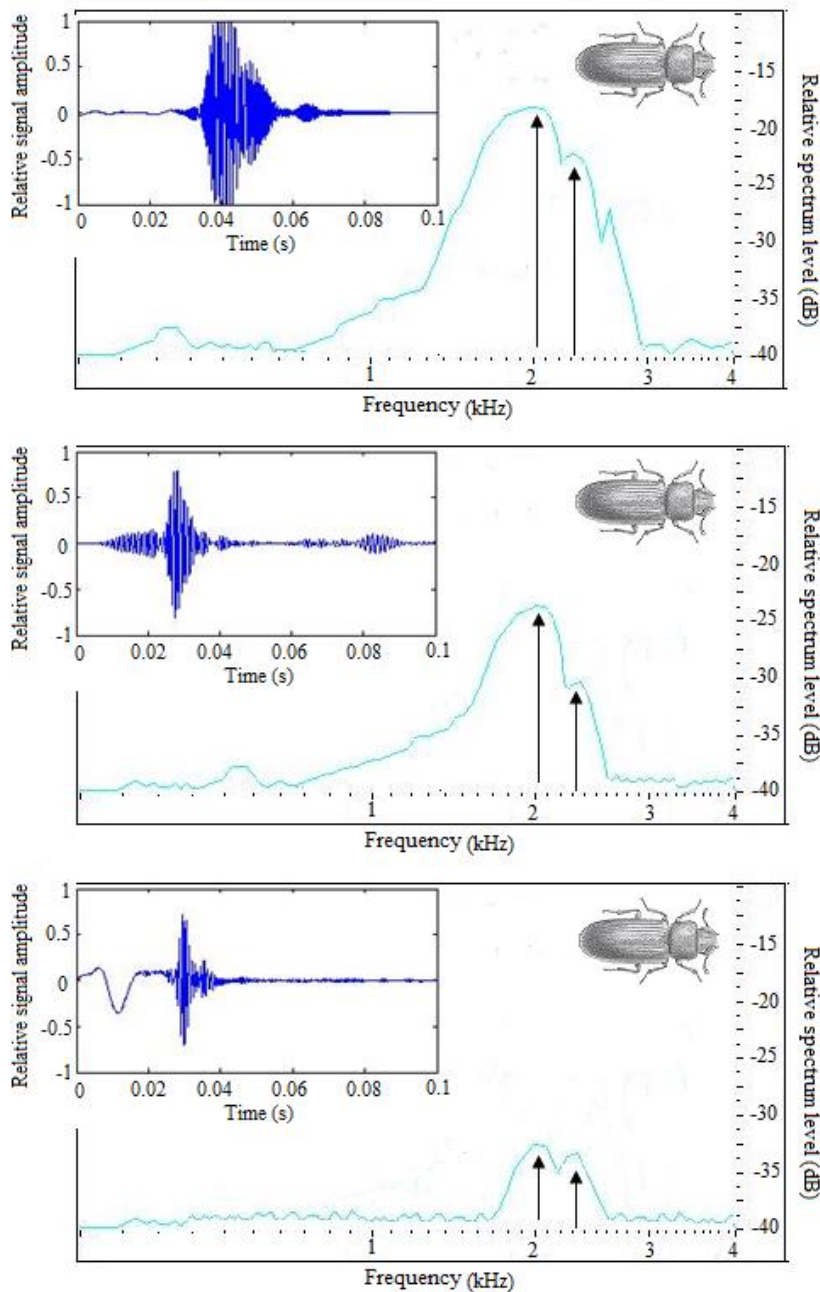 Relative signal amplitude
1
0.5
0
-0.5
-1
0 0.02 0.04 0.06 0.08 0.1
Time (s)
-15
-20
-25
-30
-35
-40
Relative spectrum level (dB)
1 2 3 4
Frequency (kHz)
Relative signal amplitude
1
0.5
0
-0.5
-1
0 0.02 0.04 0.06 0.08 0.1
Time (s)
-15
-20
-25
-30
-35
-40
Relative spectrum level (dB)
1 2 3 4
Frequency (kHz)
Relative signal amplitude
1
0.5
0
-0.5
-1
0 0.02 0.04 0.06 0.08 0.1
Time (s)
-15
-20
-25
-30
-35
-40
Relative spectrum level (dB)
1 2 3 4
Frequency (kHz)